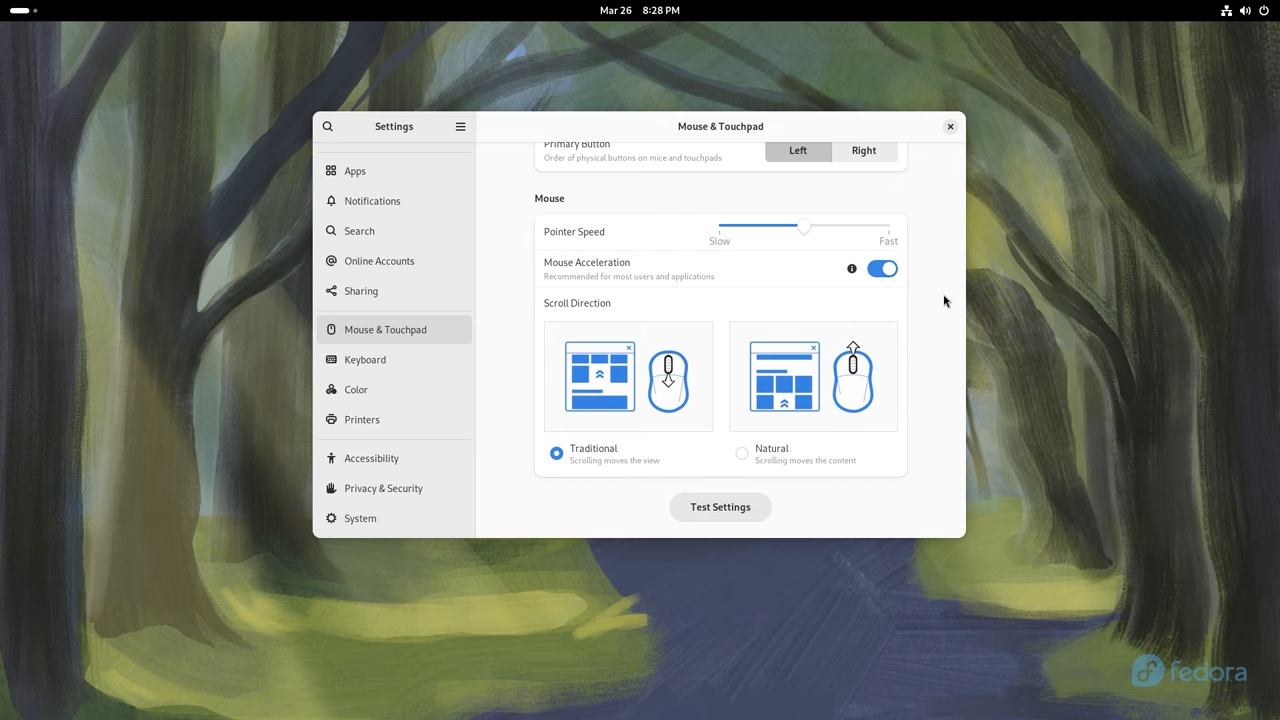 Mar 26 8:28 PM
Settings
Mouse & Touchpad
Apps
Notifications
Search
Online Accounts
Sharing
Mouse & Touchpad
Keyboard
Color
Printers
Accessibility
Privacy & Security
System
Primary Button
Order of physical buttons on mice and touchpads
Left
Right
Mouse
Pointer Speed
Slow
Fast
Mouse Acceleration
Recommended for most users and applications
Scroll Direction
Traditional
Scrolling moves the view
Natural
Scrolling moves the content
Test Settings
fedora